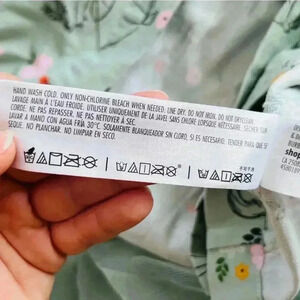 HAND WASH COLD. ONLY NON-CHLORINE BLEACH WHEN NEEDED. LINE DRY. DO NOT IRON. DO NOT DRYCLEAN.
LAVAGE MAIN À L'EAU FROIDE. UTILISER UNIQUEMENT DE LA JAVEL SANS CHLORE LORSQUE NÉCESSAIRE. SECHER SUR
CORDE. NE PAS REPASSER. NE PAS NETTOYER À SEC.
LAVAR A MANO CON AGUA FRÍA 30°C. SOLAMENTE BLANQUEADOR SIN CLORO, SI ES NECESARIO. TENDER PARA QUE SE
SEQUE. NO PLANCHAR. NO LIMPIAR EN SECO.
shop